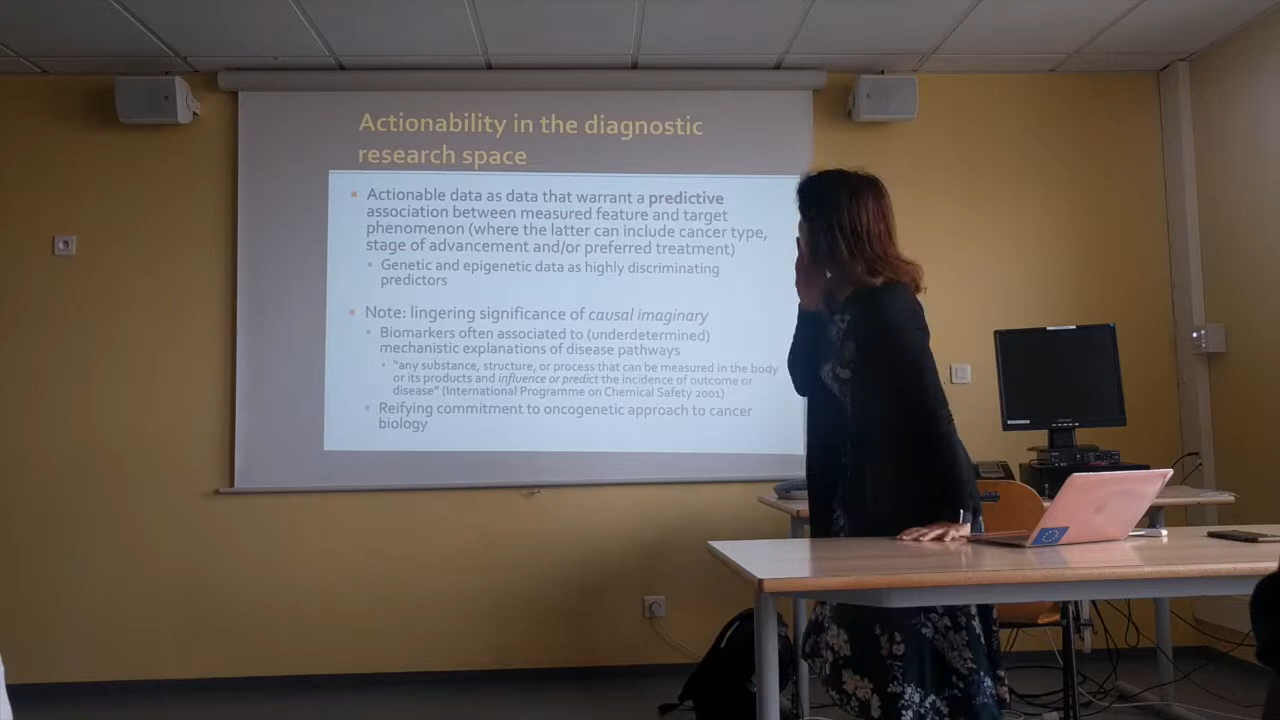 Actionability in the diagnostic
research space
Actionable data as data that warrant a predictive
association between measured feature and target
phenomenon (where the latter can include cancer type,
stage of advancement and/or preferred treatment)
Genetic and epigenetic data as highly discriminating
predictors
Note: lingering significance of causal imaginary
Biomarkers often associated to (underdetermined)
mechanistic explanations of disease pathways
"any substance, structure, or process that can be measured in the body
or its products and influence or predict the incidence of outcome or
disease" (International Programme on Chemical Safety 2001)
Reifying commitment to oncogenetic approach to cancer
biology